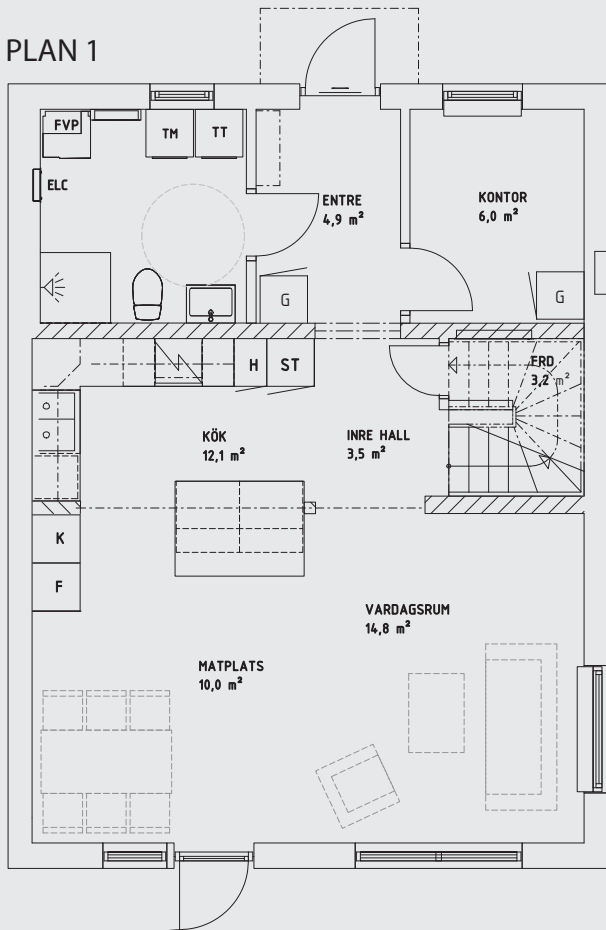 PLAN 1
FVP
TM
TT
ELC
ENTRE
4,9 m²
KONTOR
6,0 m²
G
G
H
ST
ERD
3,2 m²
KÖK
12,1 m²
INRE HALL
3,5 m²
K
F
VARDAGSRUM
14,8 m²
MATPLATS
10,0 m²